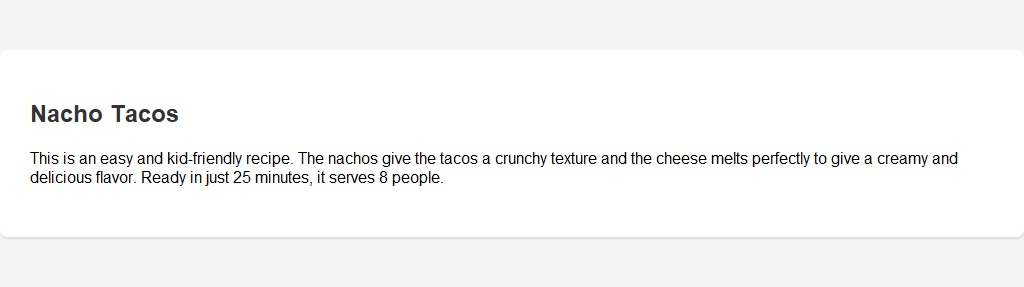 Nacho Tacos
This is an easy and kid-friendly recipe. The nachos give the tacos a crunchy texture and the cheese melts perfectly to give a creamy and
delicious flavor. Ready in just 25 minutes, it serves 8 people.